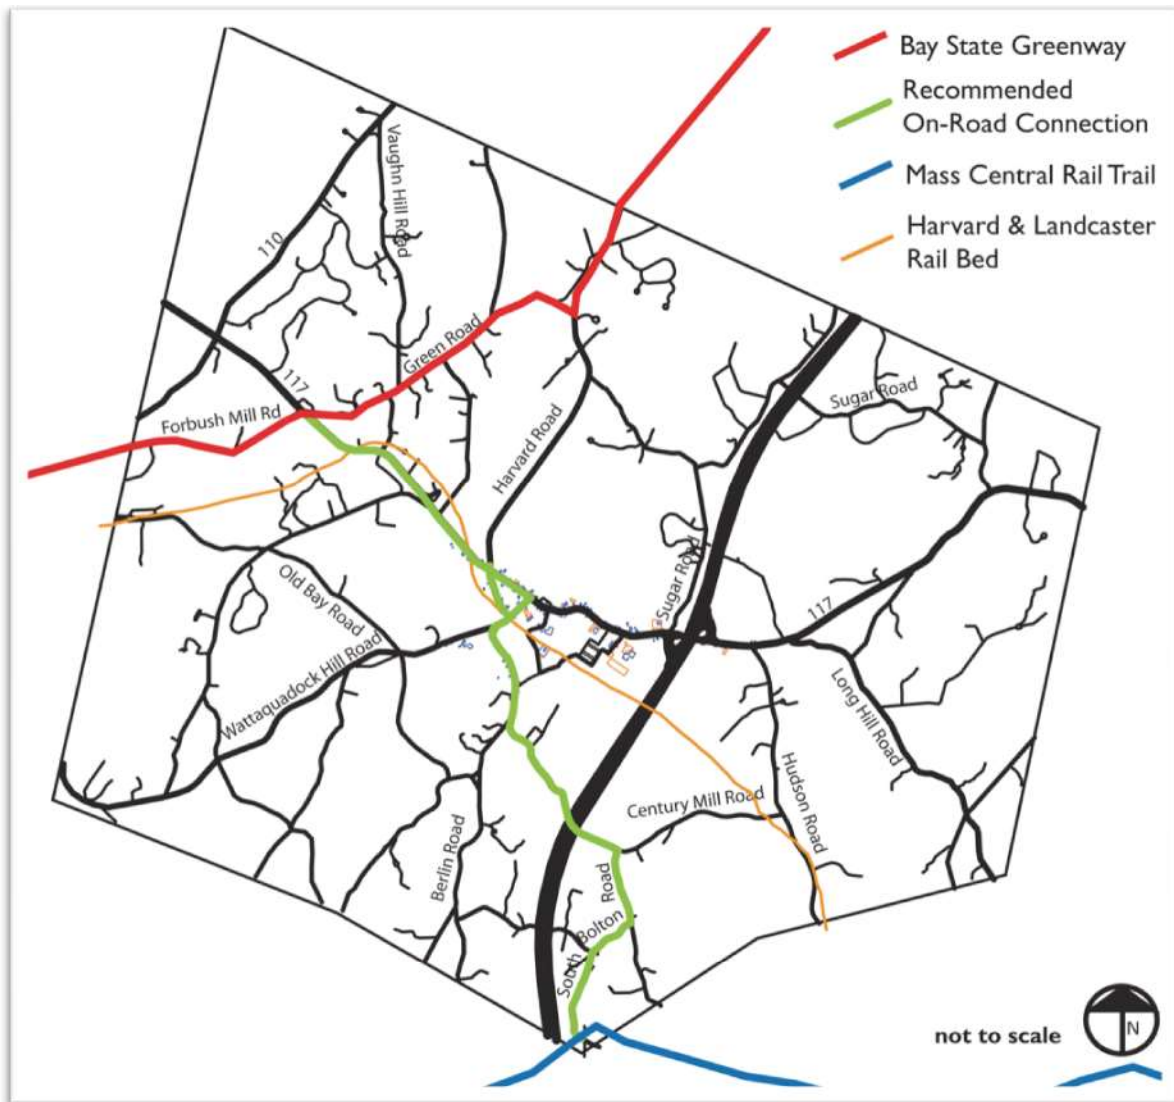 Bay State Greenway
Recommended
On-Road Connection
Mass Central Rail Trail
Harvard & Landcaster
Rail Bed
Vaughn Hill Road
110
117
Green Road
Forbush Mill Rd
Harvard Road
Sugar Road
Sugar Road
117
Old Bay Road
Wattaquadock Hill Road
Long Hill Road
Hudson Road
Century Mill Road
Berlin Road
South Bolton Road
not to scale
N